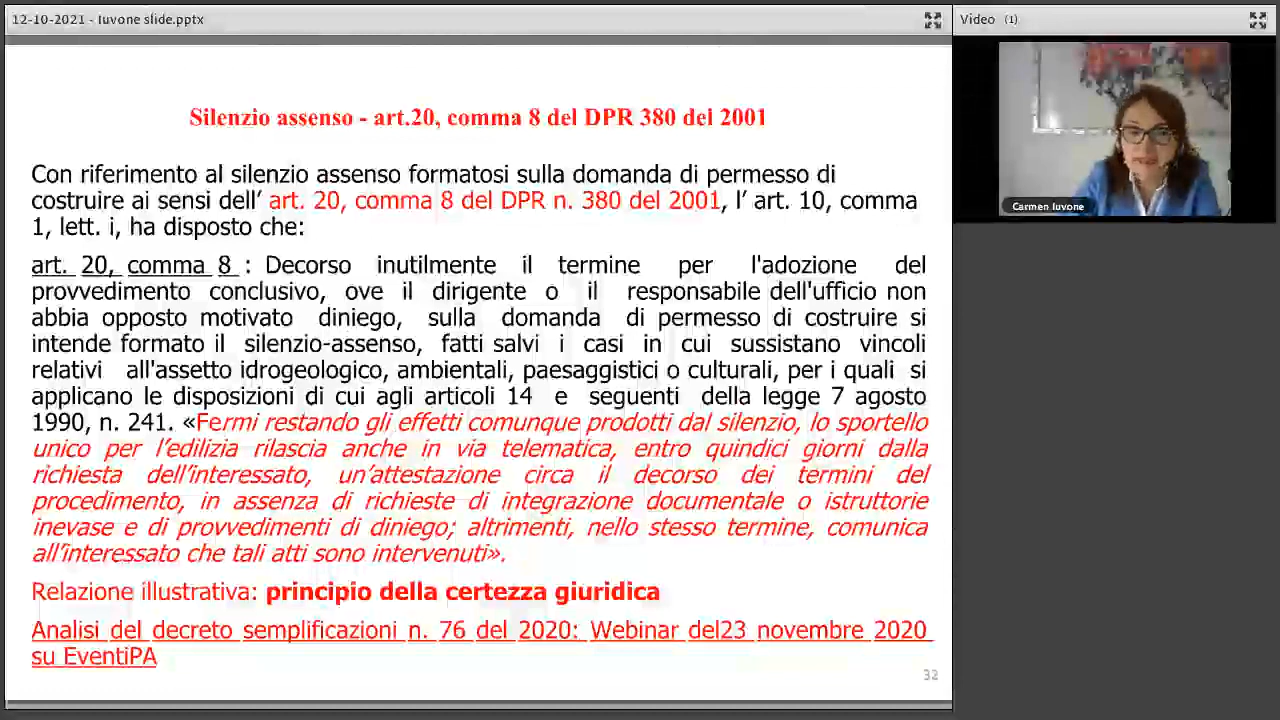 12-10-2021 - Iuvone slide.pptx
Video (1)
Silenzio assenso - art.20, comma 8 del DPR 380 del 2001
Con riferimento al silenzio assenso formatosi sulla domanda di permesso di
costruire ai sensi dell' art. 20, comma 8 del DPR n. 380 del 2001, l' art. 10, comma
1, lett. i, ha disposto che:
art. 20, comma 8 : Decorso inutilmente il termine per l'adozione del
provvedimento conclusivo, ove il dirigente o il responsabile dell'ufficio non
abbia opposto motivato diniego, sulla domanda di permesso di costruire si
intende formato il silenzio-assenso, fatti salvi i casi in cui sussistano vincoli
relativi all'assetto idrogeologico, ambientali, paesaggistici o culturali, per i quali si
applicano le disposizioni di cui agli articoli 14 e seguenti della legge 7 agosto
1990, n. 241. «Fermi restando gli effetti comunque prodotti dal silenzio, lo sportello
unico per l'edilizia rilascia anche in via telematica, entro quindici giorni dalla
richiesta dell'interessato, un'attestazione circa il decorso dei termini del
procedimento, in assenza di richieste di integrazione documentale o istruttorie
inevase e di provvedimenti di diniego; altrimenti, nello stesso termine, comunica
all'interessato che tali atti sono intervenuti».
Relazione illustrativa: principio della certezza giuridica
Analisi del decreto semplificazioni n. 76 del 2020: Webinar del23 novembre 2020
su EventiPA
32
Carmen Iuvone